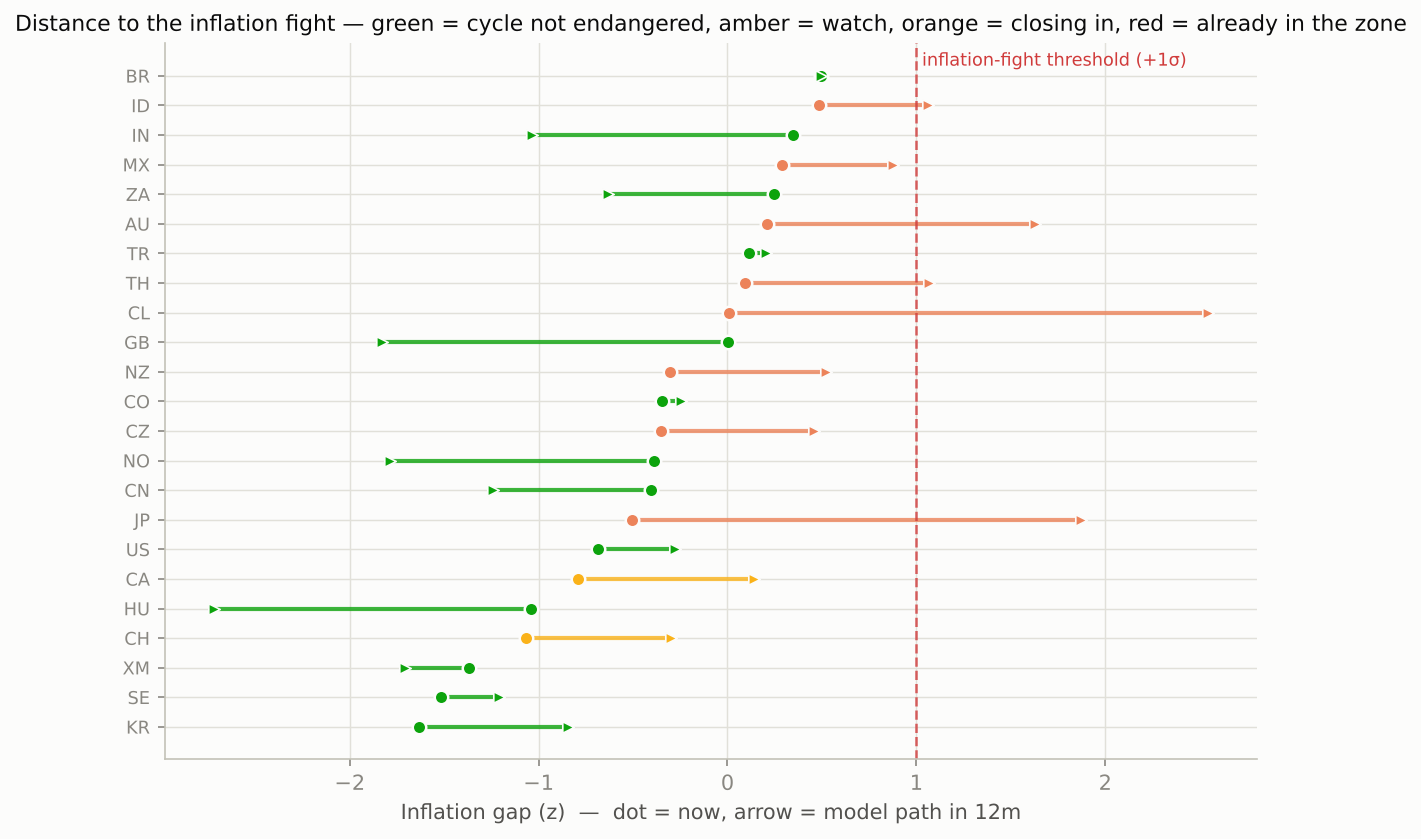 Distance to the inflation fight — green = cycle not endangered, amber = watch, orange = closing in, red = already in the zone
inflation-fight threshold (+1σ)
BR
ID
IN
MX
ZA
AU
TR
TH
CL
GB
NZ
CO
CZ
NO
CN
JP
US
CA
HU
CH
XM
SE
KR
−2 −1 0 1 2
Inflation gap (z) — dot = now, arrow = model path in 12m